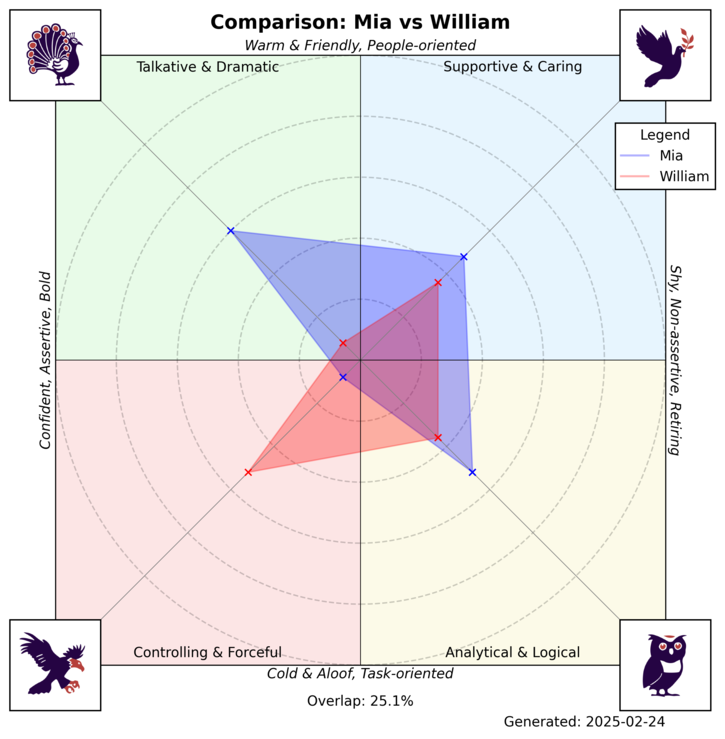 Comparison: Mia vs William
Warm & Friendly, People-oriented
Talkative & Dramatic
Supportive & Caring
Legend
Mia
William
Confident, Assertive, Bold
Shy, Non-assertive, Retiring
Controlling & Forceful
Analytical & Logical
Cold & Aloof, Task-oriented
Overlap: 25.1%
Generated: 2025-02-24